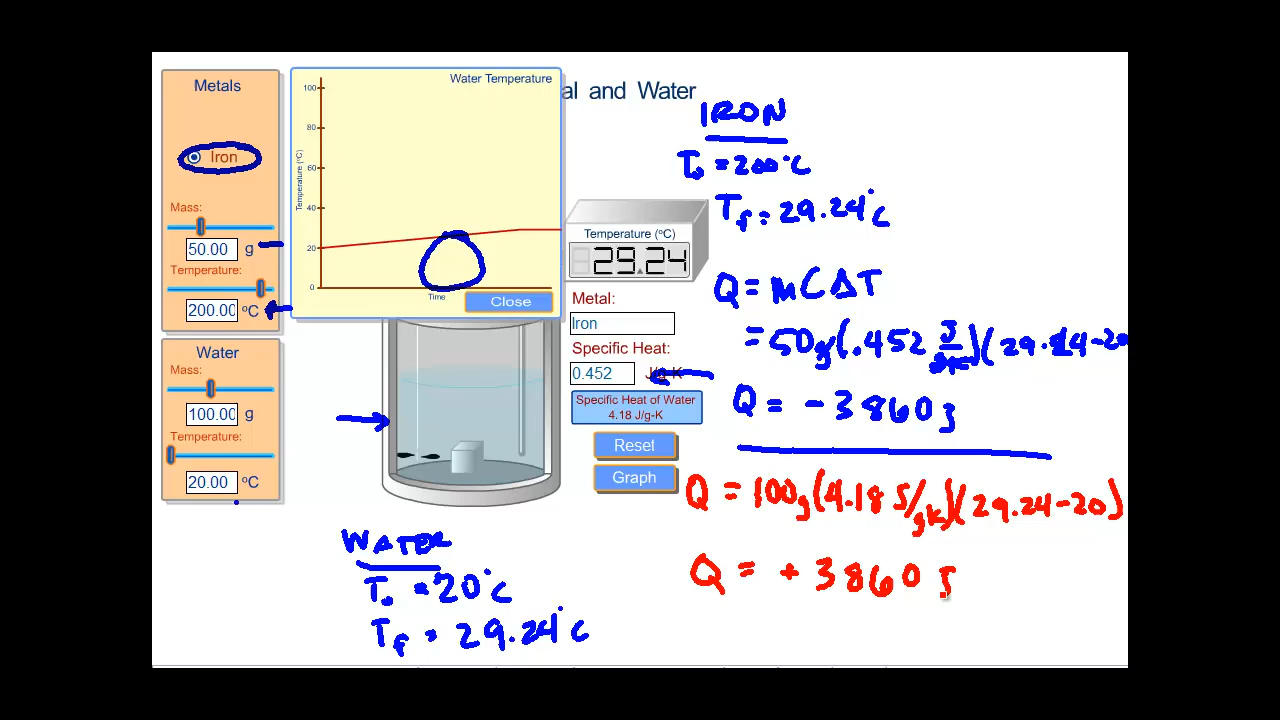 Metals
Iron
Mass:
50.00 g
Temperature:
200.00 °C
Water
Mass:
100.00 g
Temperature:
20.00 °C
Water Temperature
100
80
60
40
20
0
Temperature (°C)
Time
Close
al and Water
Temperature (°C)
29.24
Metal:
Iron
Specific Heat:
0.452 J/g-K
Specific Heat of Water
4.18 J/g-K
Reset
Graph
IRON
T₀ = 200°C
Tf = 29.24°C
Q = mCΔT
= 50g(.452 J/gK)(29.24-20
Q = -3860J
Q = 100g(4.18 J/gK)(29.24-20)
Q = +3860 J
WATER
T₀ = 20°C
Tf = 29.24°C